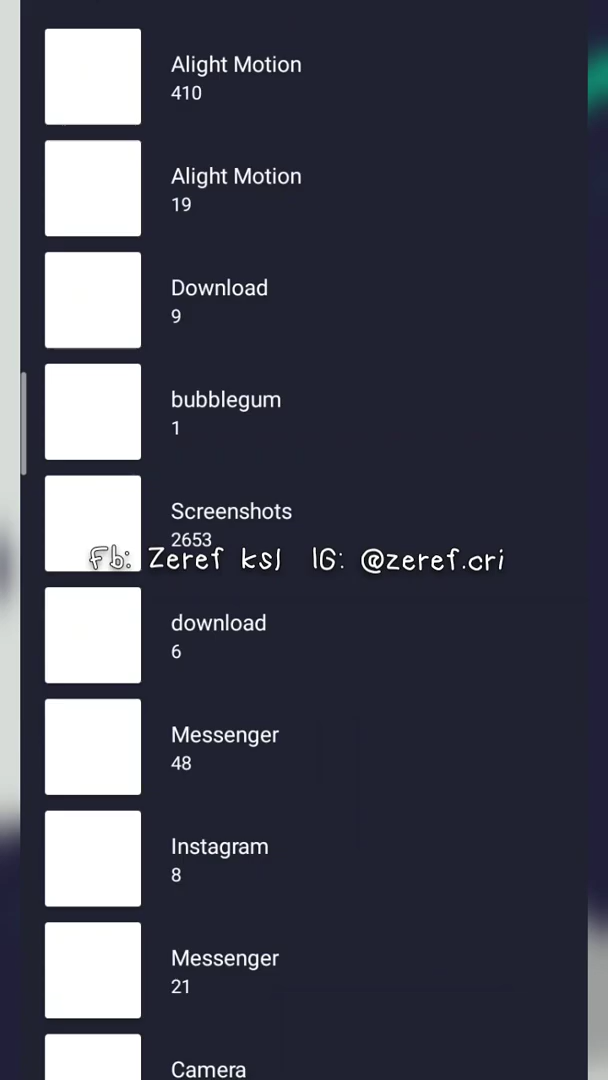 Alight Motion
410
Alight Motion
19
Download
9
bubblegum
1
Screenshots
2653
Fb: Zeref ksl IG: @zeref.cri
download
6
Messenger
48
Instagram
8
Messenger
21
Camera